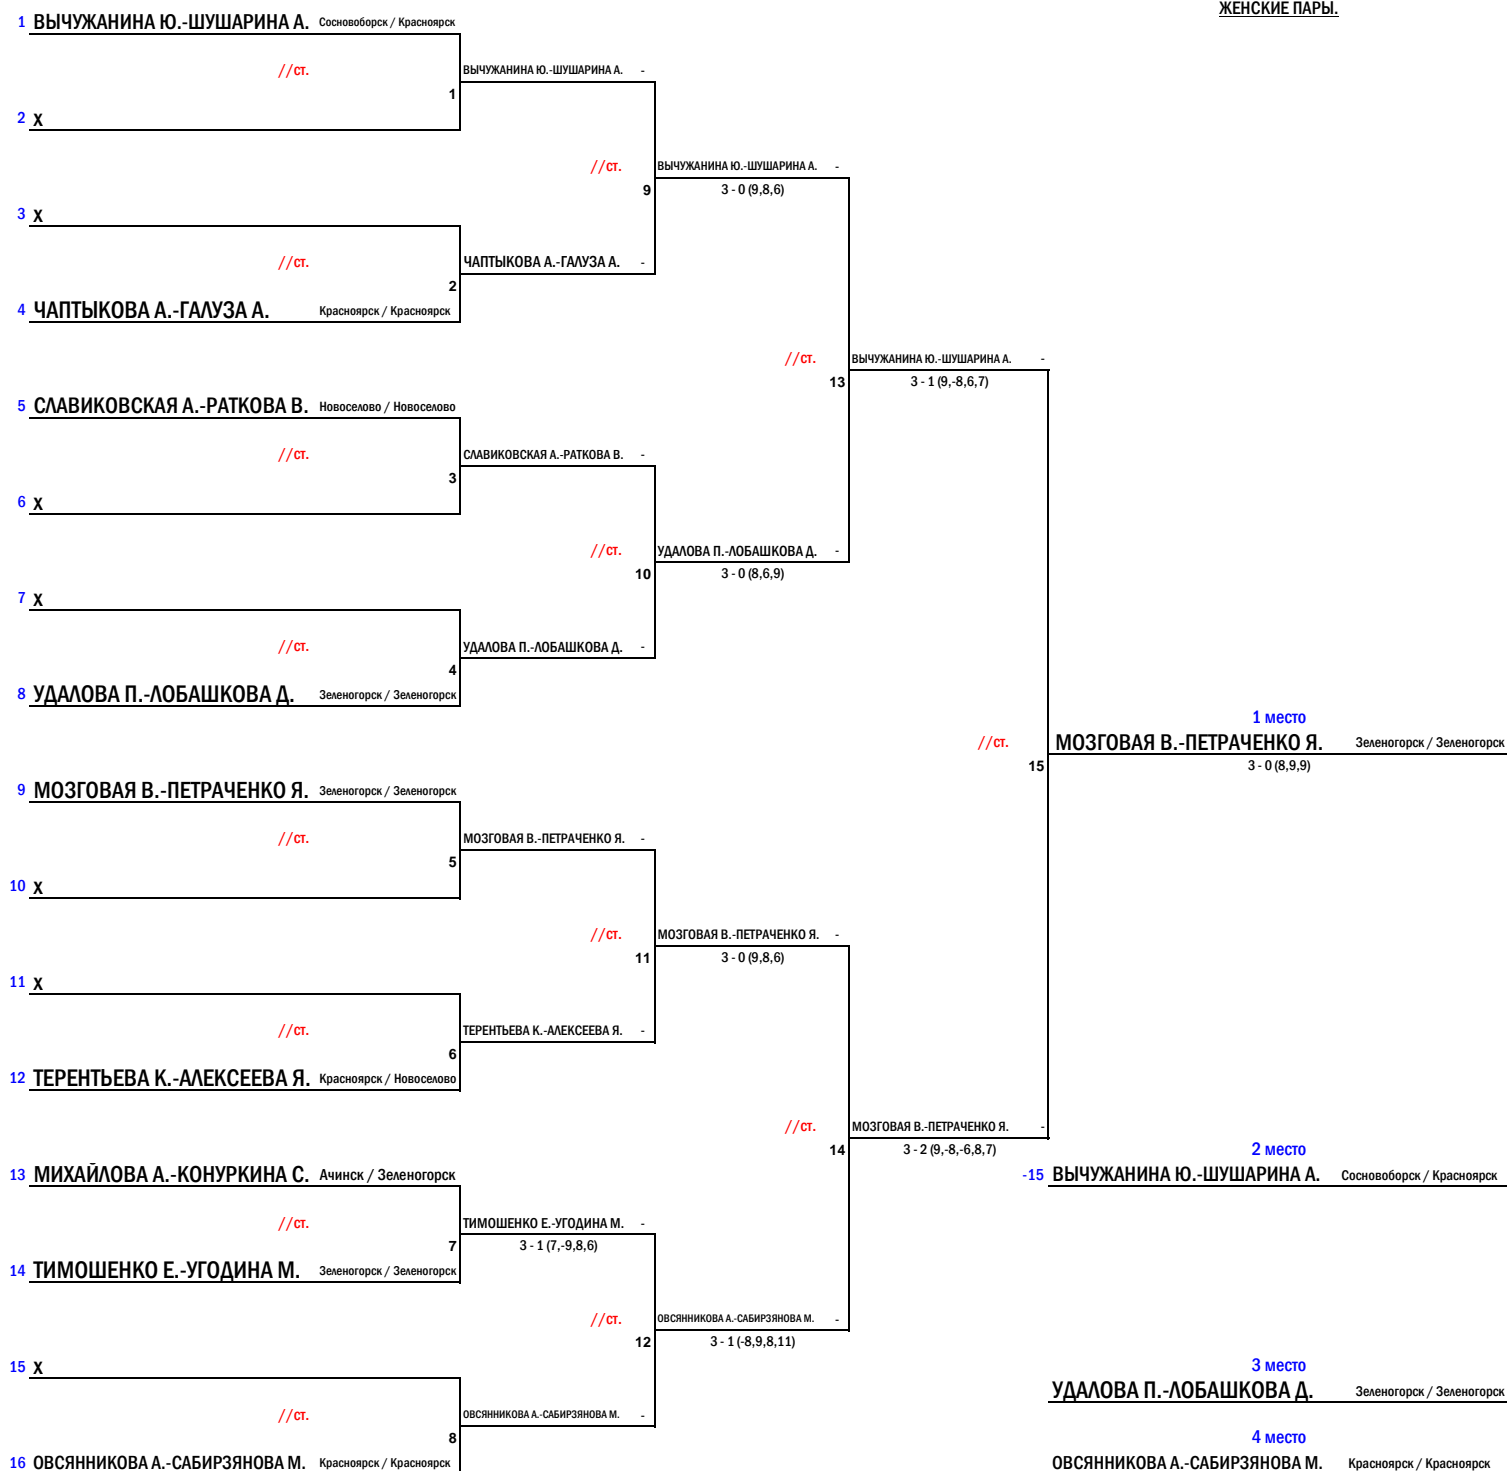 ЖЕНСКИЕ ПАРЫ.
1 ВЫЧУЖАНИНА Ю.-ШУШАРИНА А. Сосновоборск / Красноярск
//ст. ВЫЧУЖАНИНА Ю.-ШУШАРИНА А. -
1
2 X
//ст. ВЫЧУЖАНИНА Ю.-ШУШАРИНА А. -
9 3 - 0 (9,8,6)
3 X
//ст. ЧАПТЫКОВА А.-ГАЛУЗА А. -
2
4 ЧАПТЫКОВА А.-ГАЛУЗА А. Красноярск / Красноярск
//ст. ВЫЧУЖАНИНА Ю.-ШУШАРИНА А. -
13 3 - 1 (9,-8,6,7)
5 СЛАВИКОВСКАЯ А.-РАТКОВА В. Новоселово / Новоселово
//ст. СЛАВИКОВСКАЯ А.-РАТКОВА В. -
3
6 X
//ст. УДАЛОВА П.-ЛОБАШКОВА Д. -
10 3 - 0 (8,6,9)
7 X
//ст. УДАЛОВА П.-ЛОБАШКОВА Д. -
4
8 УДАЛОВА П.-ЛОБАШКОВА Д. Зеленогорск / Зеленогорск
1 место
//ст. МОЗГОВАЯ В.-ПЕТРАЧЕНКО Я. Зеленогорск / Зеленогорск
15 3 - 0 (8,9,9)
9 МОЗГОВАЯ В.-ПЕТРАЧЕНКО Я. Зеленогорск / Зеленогорск
//ст. МОЗГОВАЯ В.-ПЕТРАЧЕНКО Я. -
5
10 X
//ст. МОЗГОВАЯ В.-ПЕТРАЧЕНКО Я. -
11 3 - 0 (9,8,6)
11 X
//ст. ТЕРЕНТЬЕВА К.-АЛЕКСЕЕВА Я. -
6
12 ТЕРЕНТЬЕВА К.-АЛЕКСЕЕВА Я. Красноярск / Новоселово
//ст. МОЗГОВАЯ В.-ПЕТРАЧЕНКО Я. -
14 3 - 2 (9,-8,-6,8,7) 2 место
13 МИХАЙЛОВА А.-КОНУРКИНА С. Ачинск / Зеленогорск -15 ВЫЧУЖАНИНА Ю.-ШУШАРИНА А. Сосновоборск / Красноярск
//ст. ТИМОШЕНКО Е.-УГОДИНА М. -
7 3 - 1 (7,-9,8,6)
14 ТИМОШЕНКО Е.-УГОДИНА М. Зеленогорск / Зеленогорск
//ст. ОВСЯННИКОВА А.-САБИРЗЯНОВА М. -
12 3 - 1 (-8,9,8,11)
15 X 3 место
УДАЛОВА П.-ЛОБАШКОВА Д. Зеленогорск / Зеленогорск
//ст. ОВСЯННИКОВА А.-САБИРЗЯНОВА М. -
8 4 место
16 ОВСЯННИКОВА А.-САБИРЗЯНОВА М. Красноярск / Красноярск ОВСЯННИКОВА А.-САБИРЗЯНОВА М. Красноярск / Красноярск